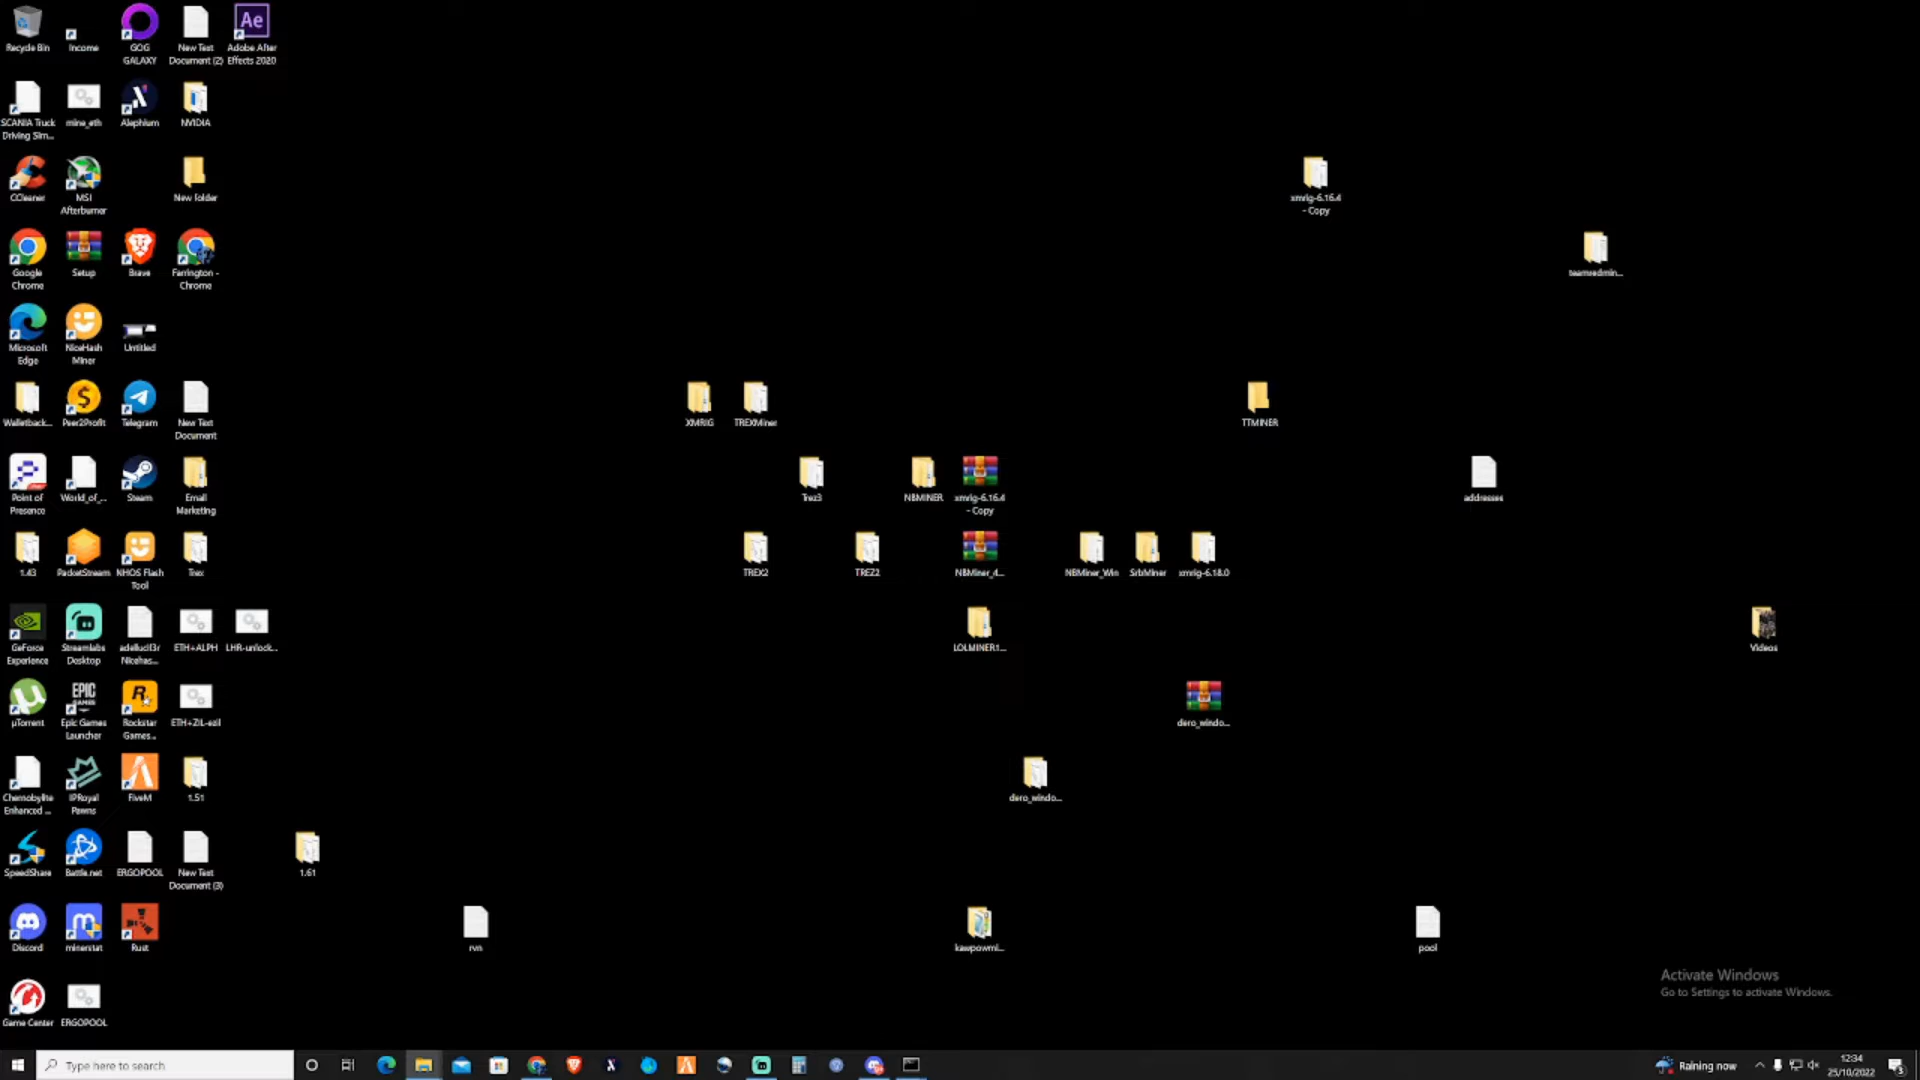 Recycle Bin
Income
GOG
GALAXY
New Text
Document (2)
Adobe After
Effects 2020
SCANIA Truck
Driving Sim...
mine_eth
Alephium
NVIDIA
CCleaner
MSI
Afterburner
New folder
xmrig-6.16.4
- Copy
Google
Chrome
Setup
Brave
Farrington -
Chrome
teamredmin...
Microsoft
Edge
NiceHash
Miner
Untitled
Walletback...
Peer2Profit
Telegram
New Text
Document
XMRIG
TREXMiner
TTMINER
Point of
Presence
World_of_...
Steam
Email
Marketing
Trez3
NBMINER
xmrig-6.16.4
- Copy
addresses
1.43
PacketStream
NHOS Flash
Tool
Trex
TREX2
TREZ2
NBMiner_4...
NBMiner_Win
SrbMiner
xmrig-6.18.0
GeForce
Experience
Streamlabs
Desktop
Nicehas...
ETH+ALPH
LHR-unlock...
LOLMINER1...
Videos
µTorrent
Epic Games
Launcher
Rockstar
Games...
ETH+ZIL-ezil
dero_windo...
Chernobylite
Enhanced ...
IPRoyal
Pawns
FiveM
1.51
dero_windo...
SpeedShare
Battle.net
ERGOPOOL
New Text
Document (3)
1.61
Discord
minerstat
Rust
rvn
kawpowmi...
pool
Activate Windows
Go to Settings to activate Windows.
Game Center
ERGOPOOL
Type here to search
Raining now
12:34
25/10/2022